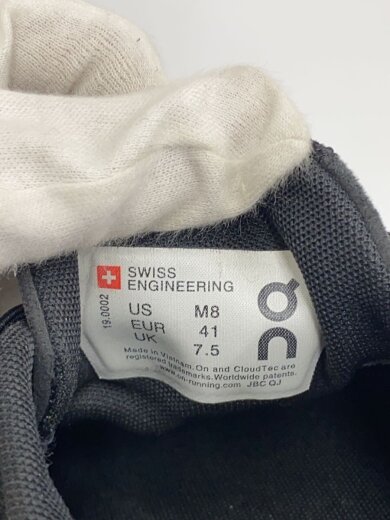 SWISS
ENGINEERING
19.0002
US M8
EUR 41
UK 7.5
Made in Vietnam. On and CloudTec are
registered trademarks. Worldwide patents.
www.on-running.com JBC QJ